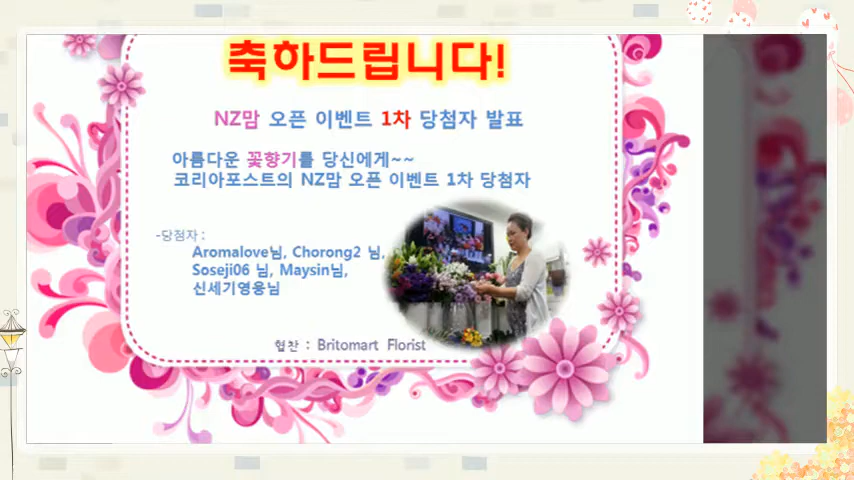 축하드립니다!
NZ맘 오픈 이벤트 1차 당첨자 발표
아름다운 꽃향기를 당신에게~~
코리아포스트의 NZ맘 오픈 이벤트 1차 당첨자
-당첨자 :
Aromalove님, Chorong2 님,
Soseji06 님, Maysin님,
신세기영웅님
협찬 : Britomart Florist